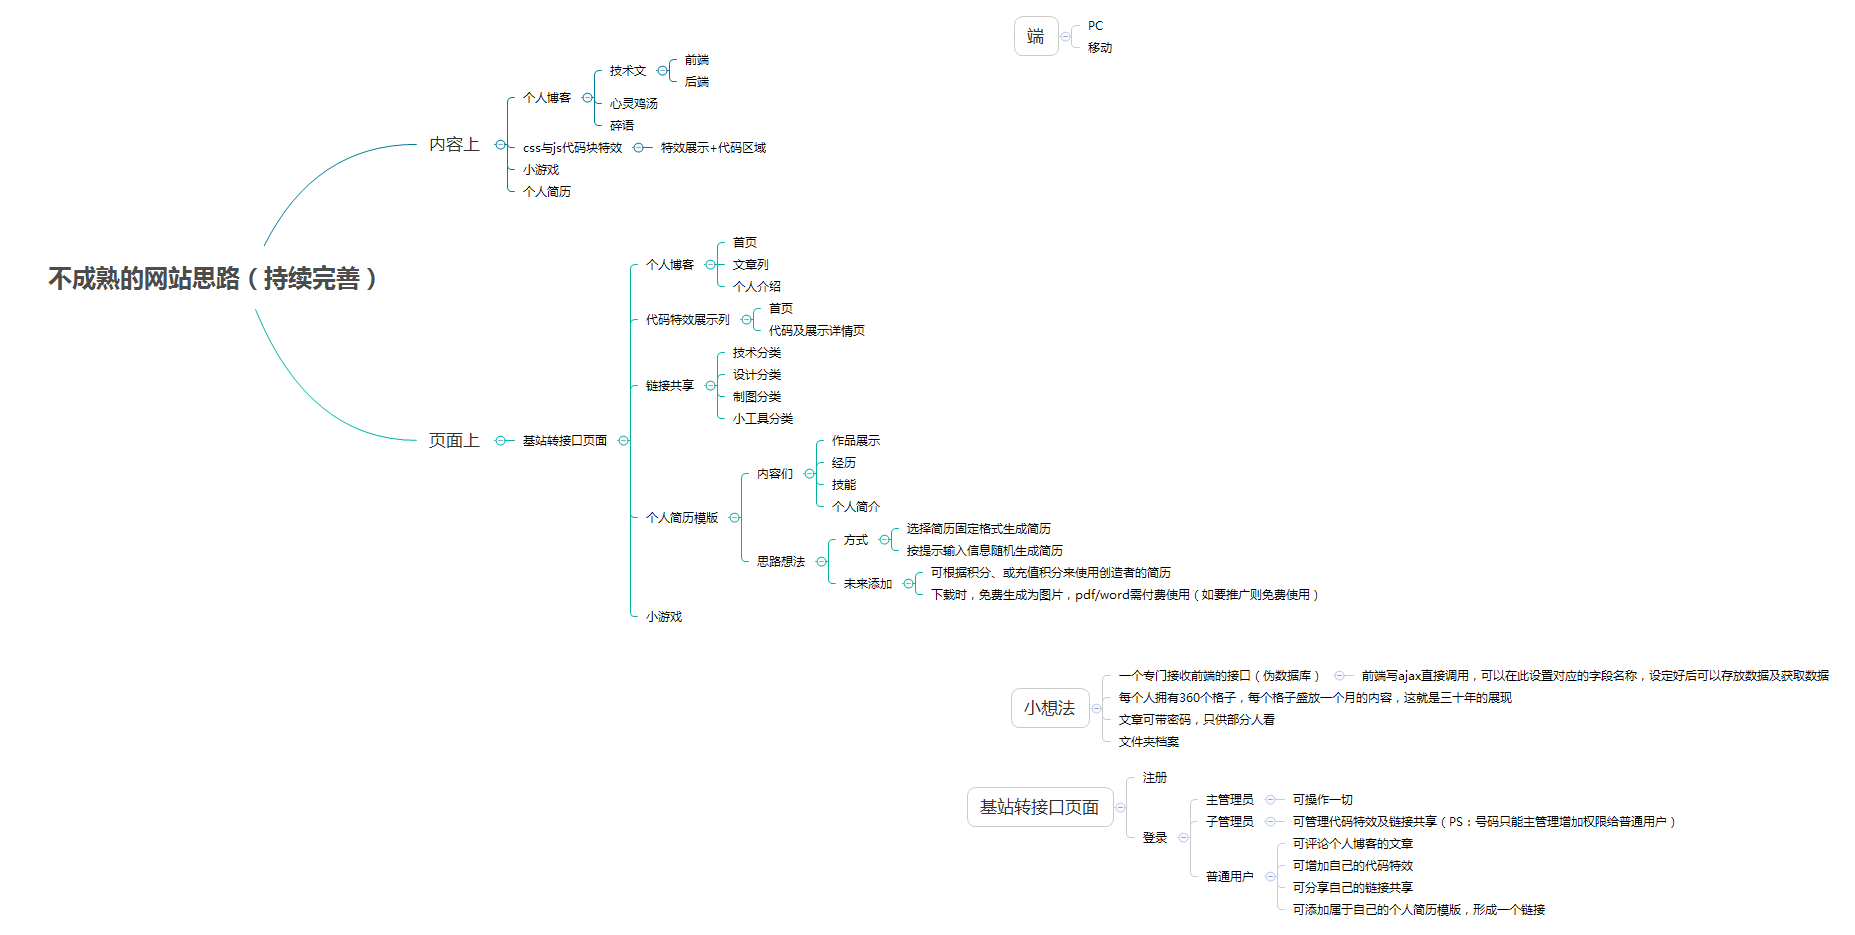 端
PC
移动
不成熟的网站思路（持续完善）
内容上
个人博客
技术文
前端
后端
心灵鸡汤
碎语
css与js代码块特效
特效展示+代码区域
小游戏
个人简历
页面上
基站转接口页面
个人博客
首页
文章列
个人介绍
代码特效展示列
首页
代码及展示详情页
链接共享
技术分类
设计分类
制图分类
小工具分类
个人简历模版
内容们
作品展示
经历
技能
个人简介
思路想法
方式
选择简历固定格式生成简历
按提示输入信息随机生成简历
未来添加
可根据积分、或充值积分来使用创造者的简历
下载时，免费生成为图片，pdf/word需付费使用（如要推广则免费使用）
小游戏
小想法
一个专门接收前端的接口（伪数据库）
前端写ajax直接调用，可以在此设置对应的字段名称，设定好后可以存放数据及获取数据
每个人拥有360个格子，每个格子盛放一个月的内容，这就是三十年的展现
文章可带密码，只供部分人看
文件夹档案
基站转接口页面
注册
登录
主管理员
可操作一切
子管理员
可管理代码特效及链接共享（PS：号码只能主管理增加权限给普通用户）
普通用户
可评论个人博客的文章
可增加自己的代码特效
可分享自己的链接共享
可添加属于自己的个人简历模版，形成一个链接